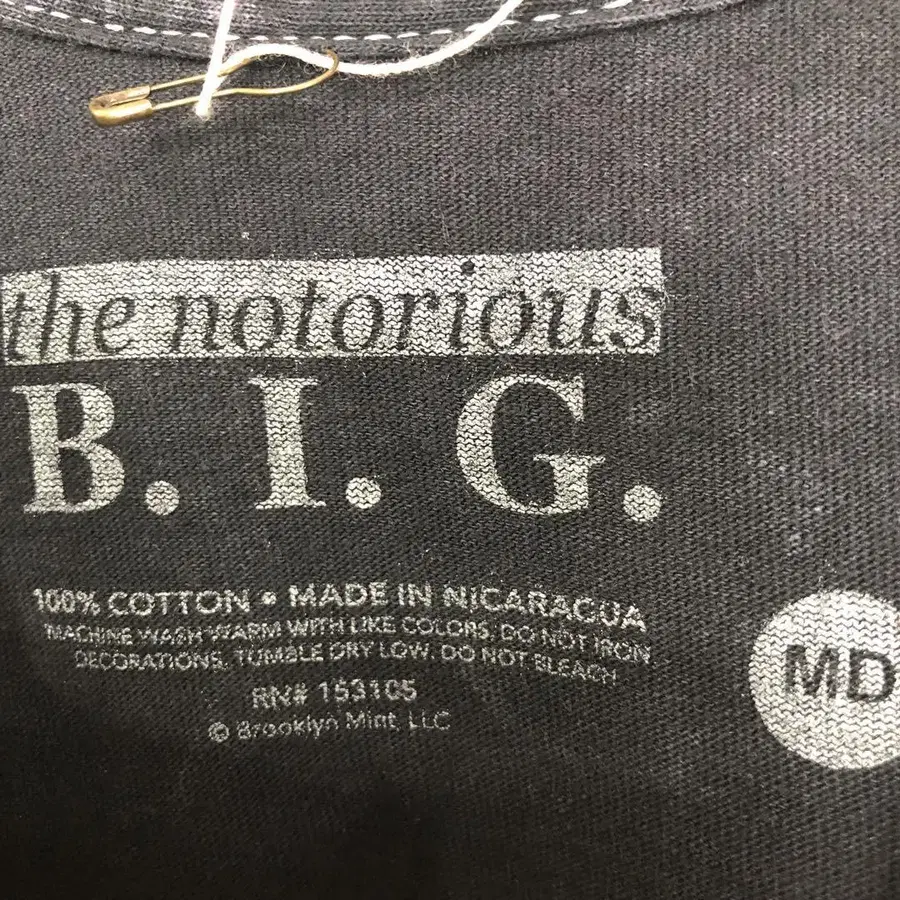 the notorious
B. I. G.
100% COTTON • MADE IN NICARAGUA
MACHINE WASH WARM WITH LIKE COLORS. DO NOT IRON
DECORATIONS. TUMBLE DRY LOW. DO NOT BLEACH
RN# 153105
© Brooklyn Mint, LLC
MD